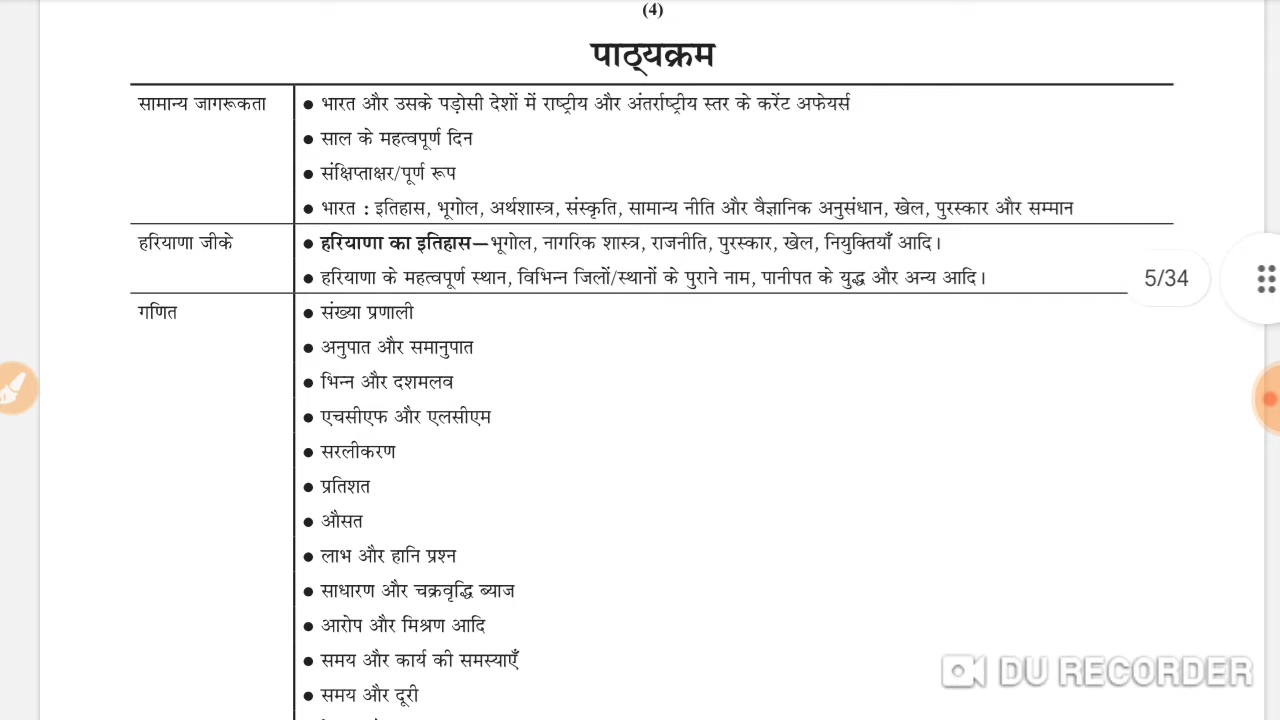 (4)
पाठ्यक्रम
सामान्य जागरूकता
● भारत और उसके पड़ोसी देशों में राष्ट्रीय और अंतर्राष्ट्रीय स्तर के करेंट अफेयर्स
● साल के महत्वपूर्ण दिन
● संक्षिप्ताक्षर/पूर्ण रूप
● भारत : इतिहास, भूगोल, अर्थशास्त्र, संस्कृति, सामान्य नीति और वैज्ञानिक अनुसंधान, खेल, पुरस्कार और सम्मान
हरियाणा जीके
● हरियाणा का इतिहास—भूगोल, नागरिक शास्त्र, राजनीति, पुरस्कार, खेल, नियुक्तियाँ आदि।
● हरियाणा के महत्वपूर्ण स्थान, विभिन्न जिलों/स्थानों के पुराने नाम, पानीपत के युद्ध और अन्य आदि।
5/34
गणित
● संख्या प्रणाली
● अनुपात और समानुपात
● भिन्न और दशमलव
● एचसीएफ और एलसीएम
● सरलीकरण
● प्रतिशत
● औसत
● लाभ और हानि प्रश्न
● साधारण और चक्रवृद्धि ब्याज
● आरोप और मिश्रण आदि
● समय और कार्य की समस्याएँ
● समय और दूरी
DU RECORDER